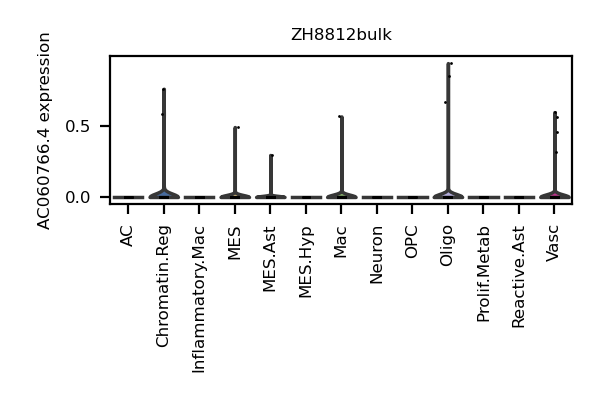 ZH8812bulk
AC060766.4 expression
0.5
0.0
AC
Chromatin.Reg
Inflammatory.Mac
MES
MES.Ast
MES.Hyp
Mac
Neuron
OPC
Oligo
Prolif.Metab
Reactive.Ast
Vasc